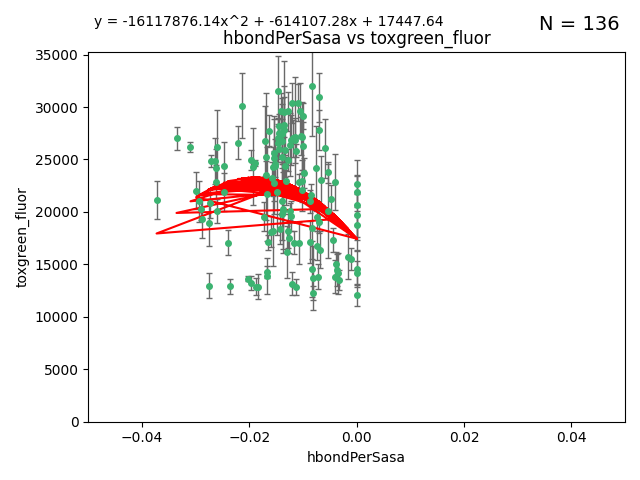 y = -16117876.14x^2 + -614107.28x + 17447.64
N = 136
hbondPerSasa vs toxgreen_fluor
35000
30000
25000
20000
15000
10000
5000
0
toxgreen_fluor
−0.04
−0.02
0.00
0.02
0.04
hbondPerSasa